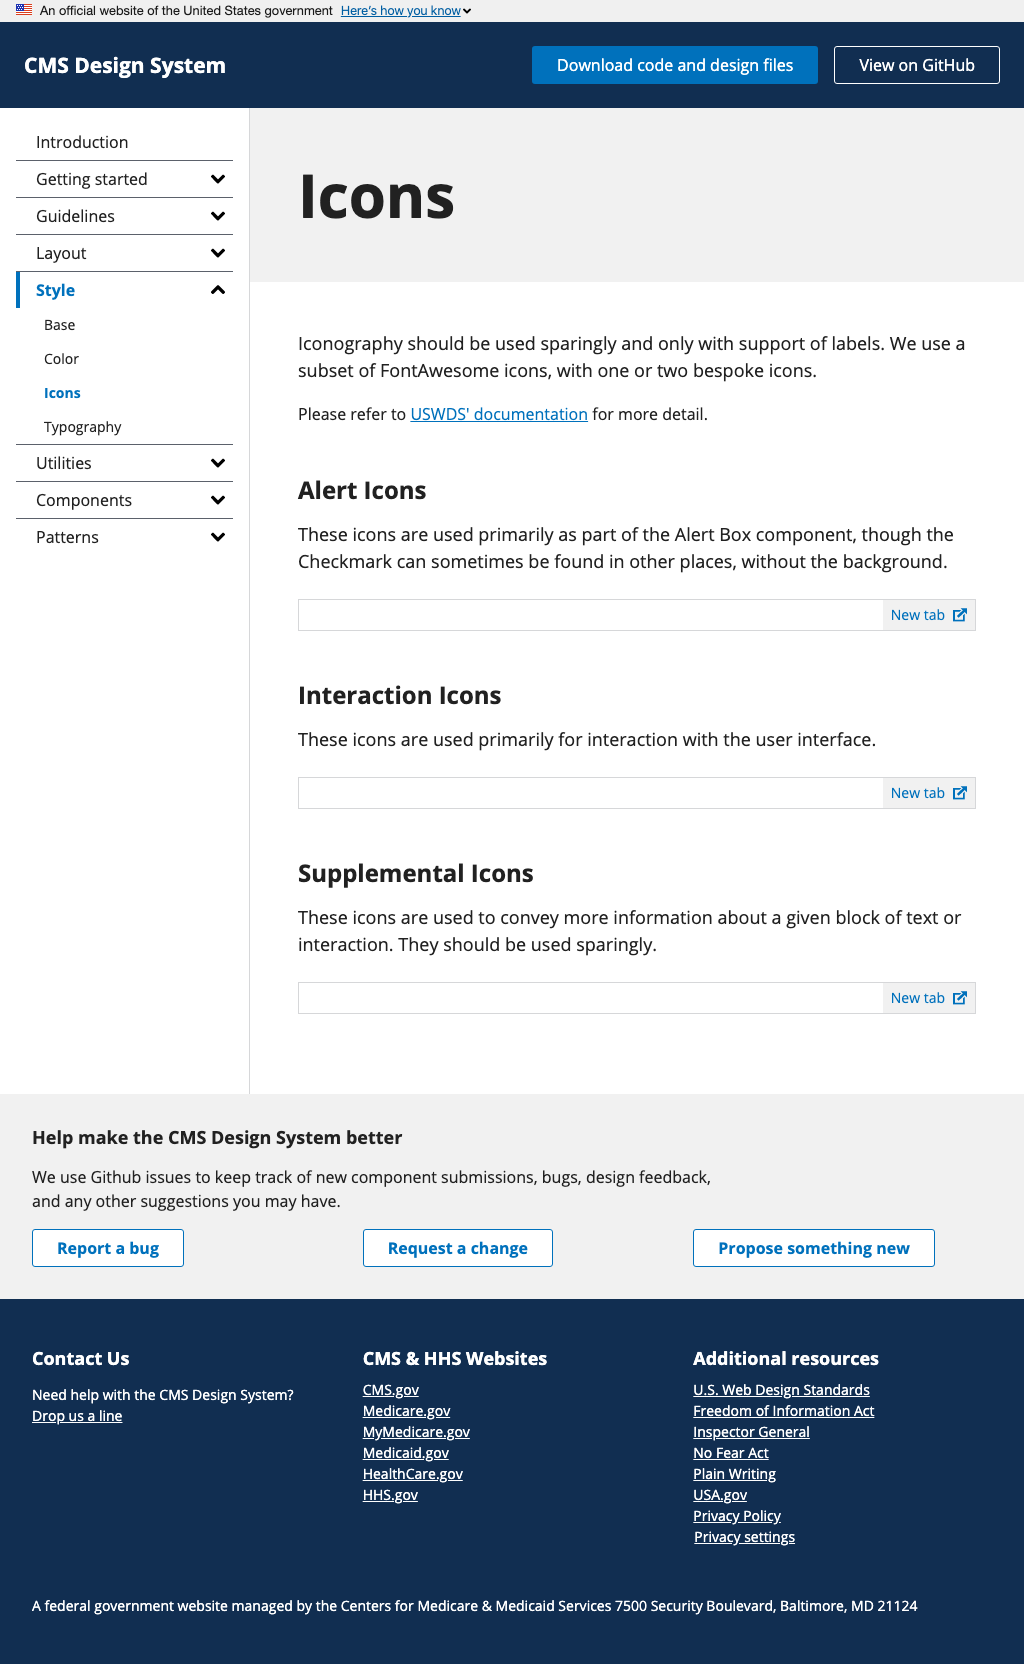 An official website of the United States government Here's how you know
CMS Design System
Download code and design files
View on GitHub
Introduction
Getting started
Guidelines
Layout
Style
Base
Color
Icons
Typography
Utilities
Components
Patterns
Icons
Iconography should be used sparingly and only with support of labels. We use a
subset of FontAwesome icons, with one or two bespoke icons.
Please refer to USWDS' documentation for more detail.
Alert Icons
These icons are used primarily as part of the Alert Box component, though the
Checkmark can sometimes be found in other places, without the background.
New tab
Interaction Icons
These icons are used primarily for interaction with the user interface.
New tab
Supplemental Icons
These icons are used to convey more information about a given block of text or
interaction. They should be used sparingly.
New tab
Help make the CMS Design System better
We use Github issues to keep track of new component submissions, bugs, design feedback,
and any other suggestions you may have.
Report a bug
Request a change
Propose something new
Contact Us
Need help with the CMS Design System?
Drop us a line
CMS & HHS Websites
CMS.gov
Medicare.gov
MyMedicare.gov
Medicaid.gov
HealthCare.gov
HHS.gov
Additional resources
U.S. Web Design Standards
Freedom of Information Act
Inspector General
No Fear Act
Plain Writing
USA.gov
Privacy Policy
Privacy settings
A federal government website managed by the Centers for Medicare & Medicaid Services 7500 Security Boulevard, Baltimore, MD 21124